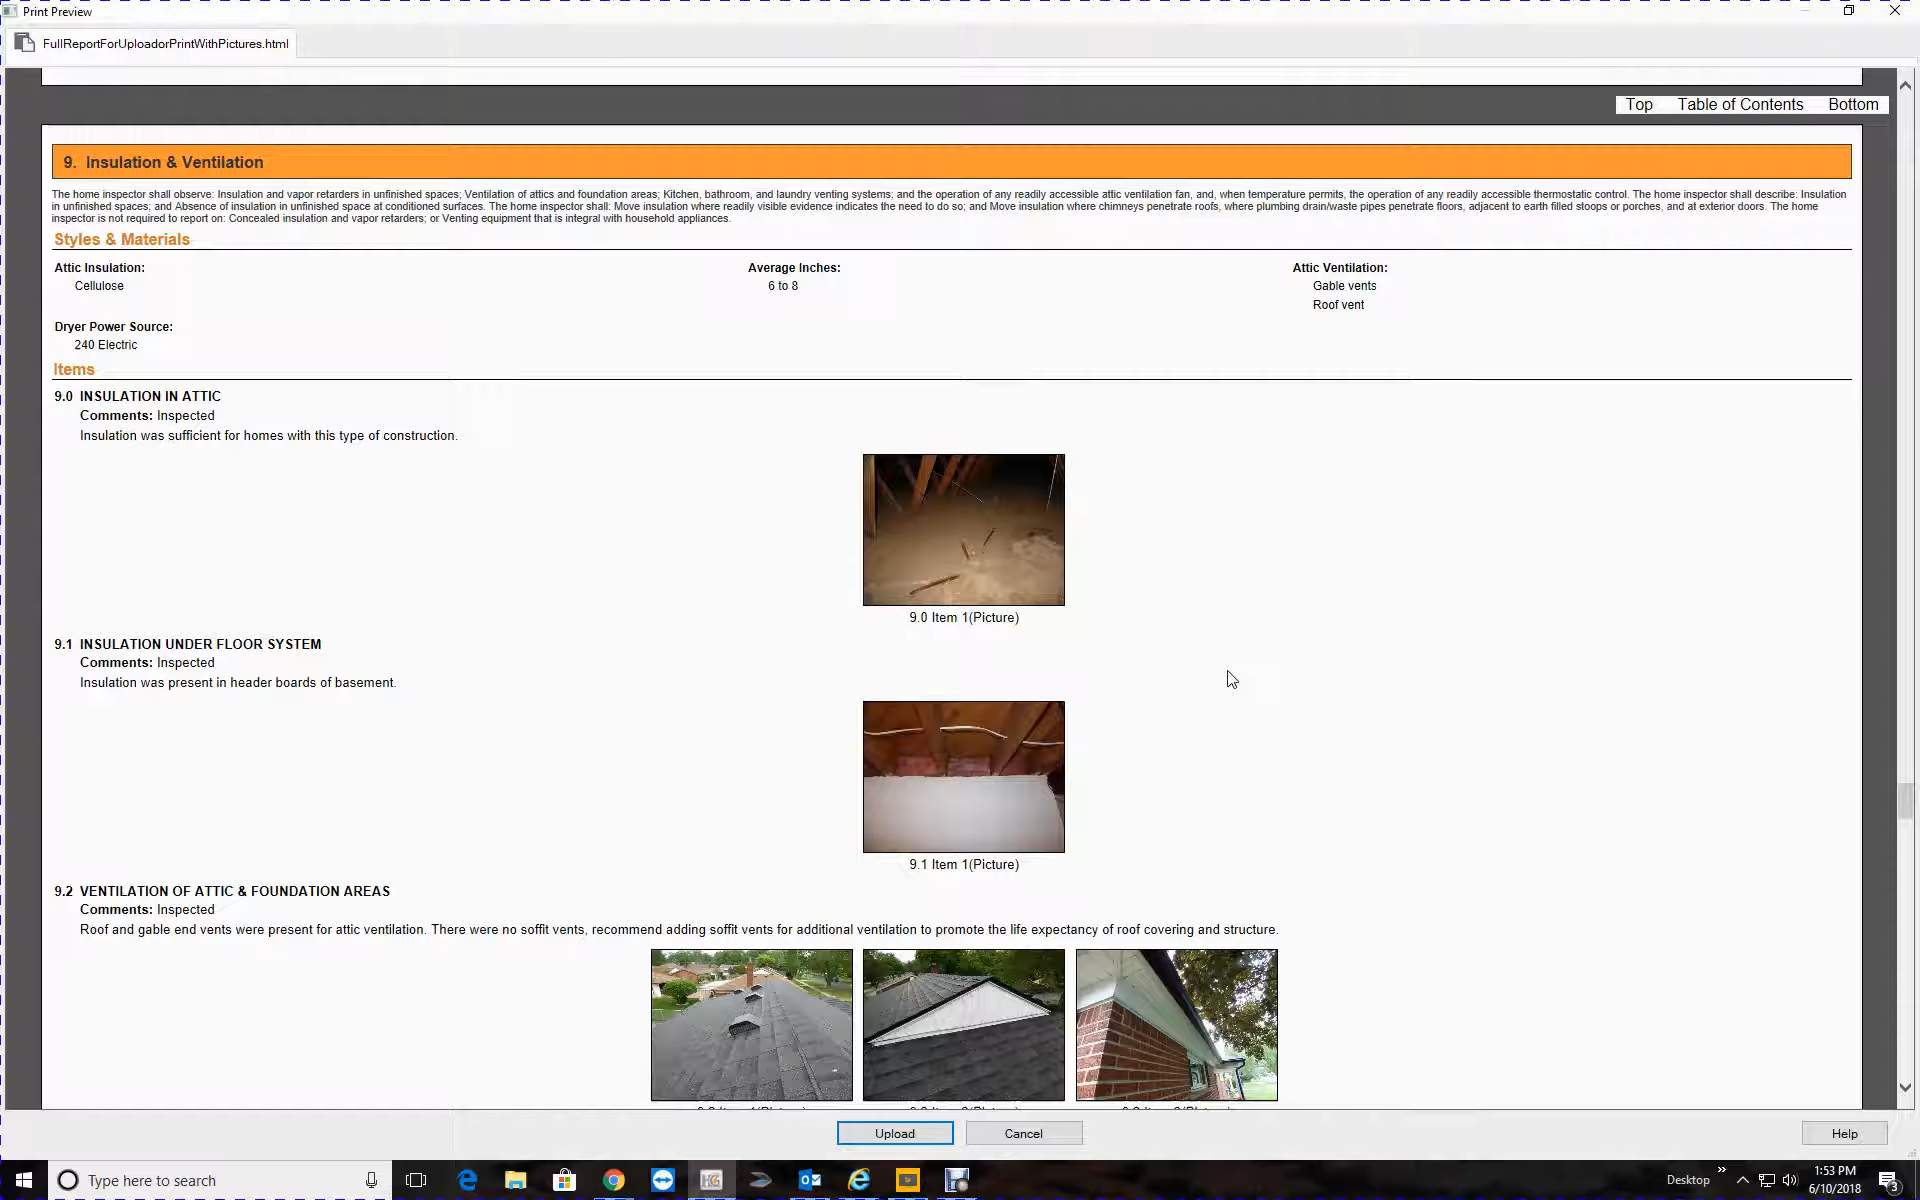 Print Preview
FullReportForUploadorPrintWithPictures.html
Top Table of Contents Bottom
9. Insulation & Ventilation
The home inspector shall observe: Insulation and vapor retarders in unfinished spaces; Ventilation of attics and foundation areas; Kitchen, bathroom, and laundry venting systems; and the operation of any readily accessible attic ventilation fan, and, when temperature permits, the operation of any readily accessible thermostatic control. The home inspector shall describe: Insulation
in unfinished spaces; and Absence of insulation in unfinished space at conditioned surfaces. The home inspector shall: Move insulation where readily visible evidence indicates the need to do so; and Move insulation where chimneys penetrate roofs, where plumbing drain/waste pipes penetrate floors, adjacent to earth filled stoops or porches, and at exterior doors. The home
inspector is not required to report on: Concealed insulation and vapor retarders; or Venting equipment that is integral with household appliances.
Styles & Materials
Attic Insulation: Average Inches: Attic Ventilation:
Cellulose 6 to 8 Gable vents
Roof vent
Dryer Power Source:
240 Electric
Items
9.0 INSULATION IN ATTIC
Comments: Inspected
Insulation was sufficient for homes with this type of construction.
9.0 Item 1(Picture)
9.1 INSULATION UNDER FLOOR SYSTEM
Comments: Inspected
Insulation was present in header boards of basement.
9.1 Item 1(Picture)
9.2 VENTILATION OF ATTIC & FOUNDATION AREAS
Comments: Inspected
Roof and gable end vents were present for attic ventilation. There were no soffit vents, recommend adding soffit vents for additional ventilation to promote the life expectancy of roof covering and structure.
Upload Cancel Help
Type here to search
Desktop
1:53 PM
6/10/2018
3